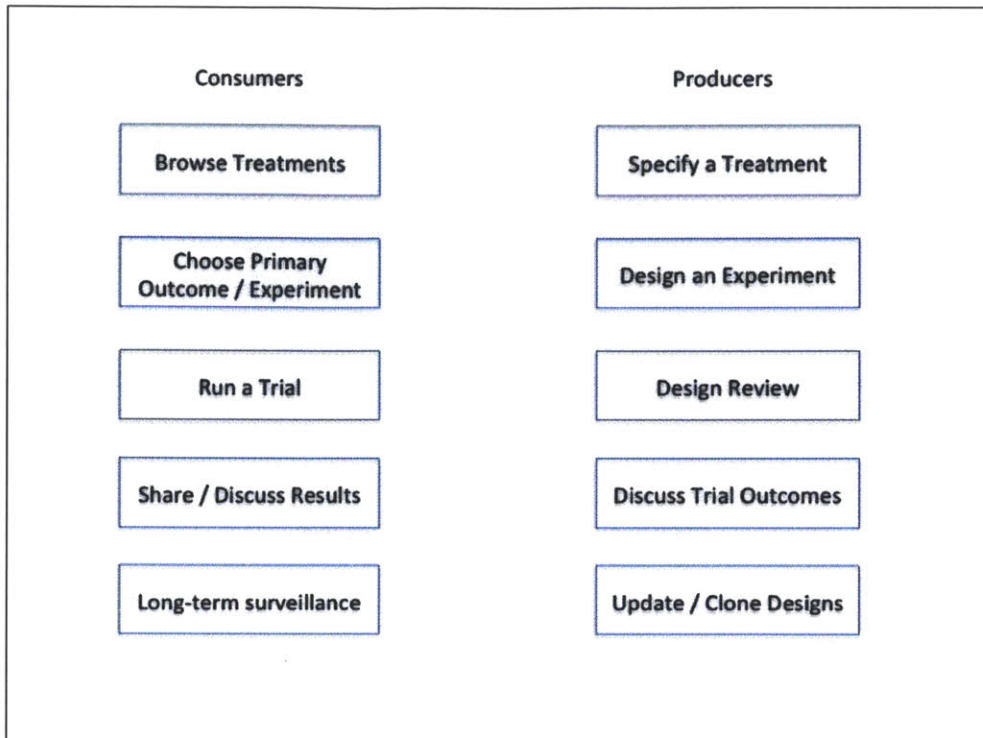 Consumers
Browse Treatments
Choose Primary
Outcome / Experiment
Run a Trial
Share / Discuss Results
Long-term surveillance
Producers
Specify a Treatment
Design an Experiment
Design Review
Discuss Trial Outcomes
Update / Clone Designs